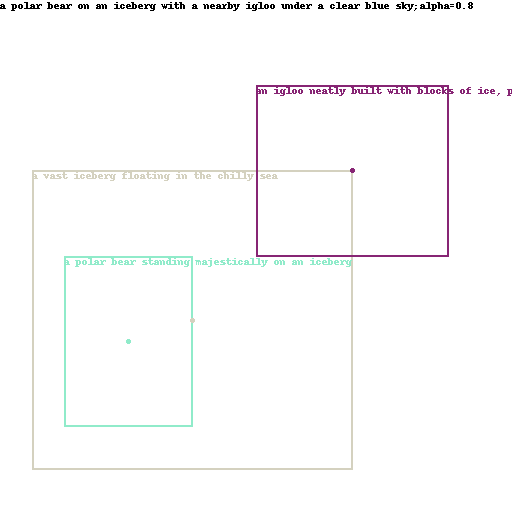 a polar bear on an iceberg with a nearby igloo under a clear blue sky;alpha=0.8
an igloo neatly built with blocks of ice, p
a vast iceberg floating in the chilly sea
a polar bear standing majestically on an iceberg